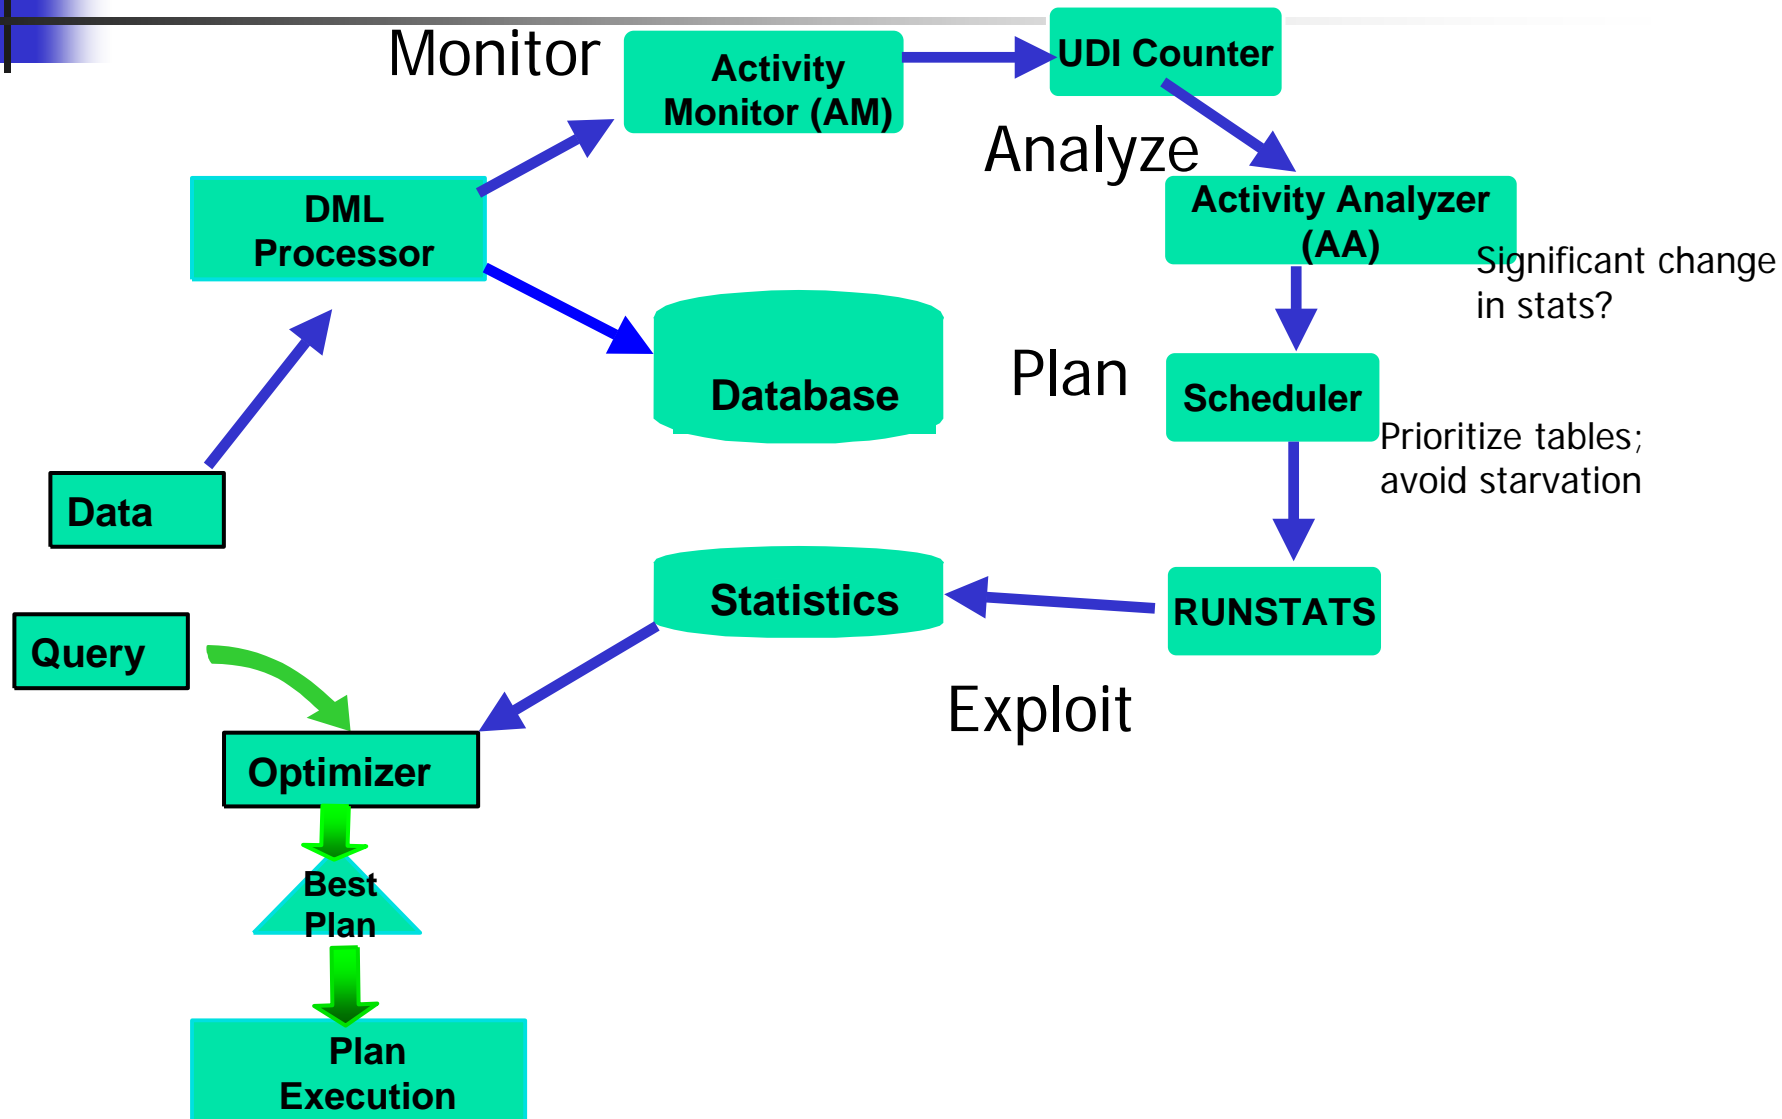 Monitor
Activity
Monitor (AM)
UDI Counter
Analyze
DML
Processor
Activity Analyzer
(AA)
Significant change
in stats?
Database
Plan
Scheduler
Prioritize tables;
avoid starvation
Data
Statistics
RUNSTATS
Query
Exploit
Optimizer
Best
Plan
Plan
Execution